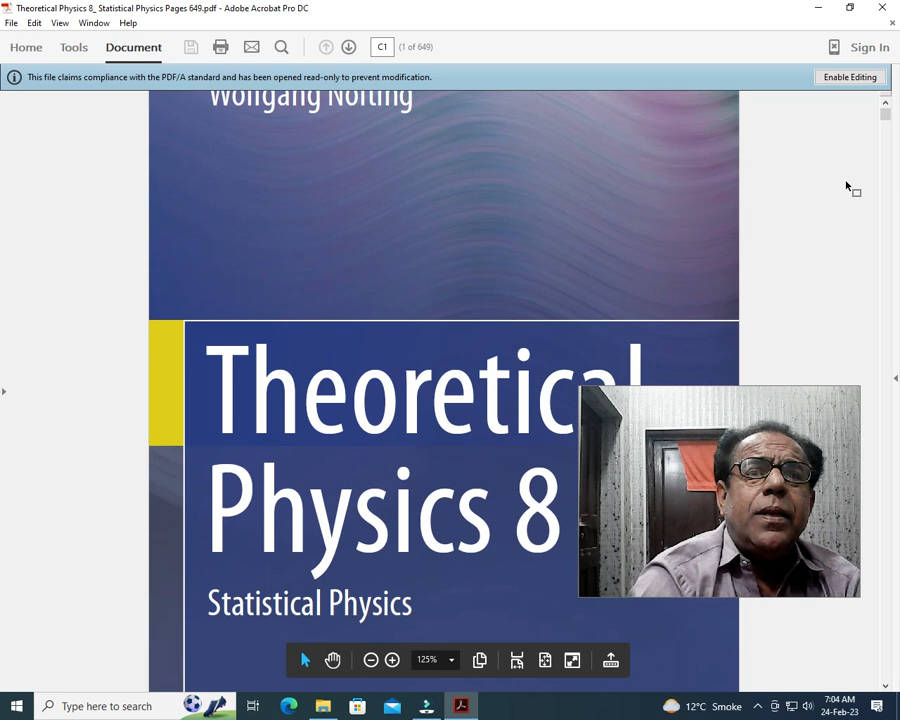 Theoretical Physics 8_ Statistical Physics Pages 649.pdf - Adobe Acrobat Pro DC
File Edit View Window Help
Home Tools Document C1 (1 of 649) Sign In
This file claims compliance with the PDF/A standard and has been opened read-only to prevent modification. Enable Editing
Wolfgang Nolting
Theoretical
Physics 8
Statistical Physics
125%
Type here to search
12°C Smoke
7:04 AM
24-Feb-23